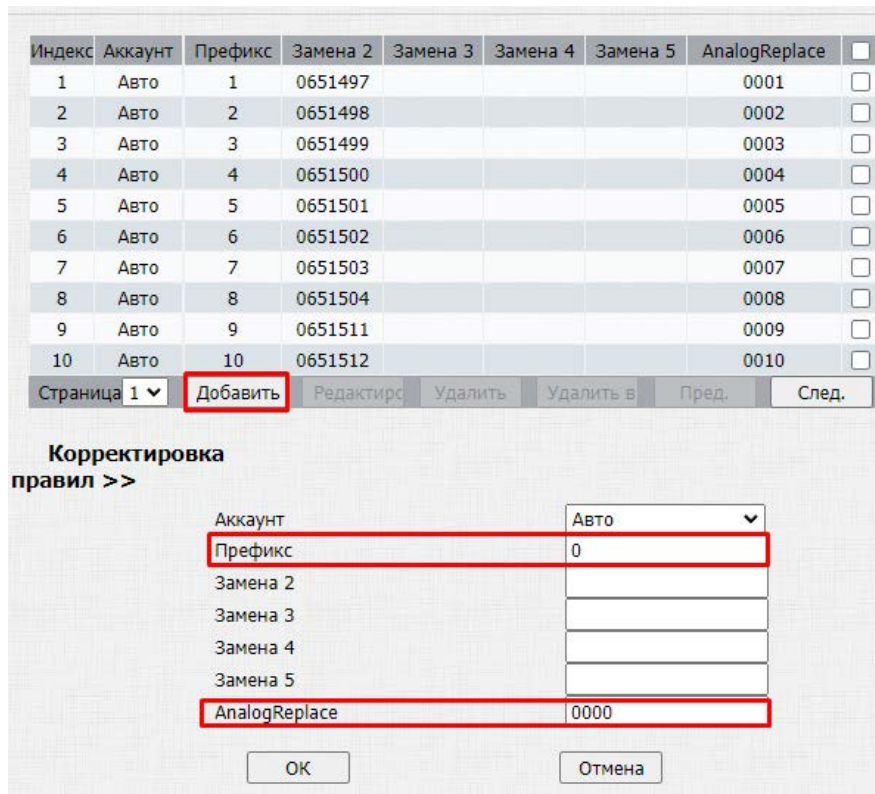 Индекс Аккаунт Префикс Замена 2 Замена 3 Замена 4 Замена 5 AnalogReplace
1 Авто 1 0651497 0001
2 Авто 2 0651498 0002
3 Авто 3 0651499 0003
4 Авто 4 0651500 0004
5 Авто 5 0651501 0005
6 Авто 6 0651502 0006
7 Авто 7 0651503 0007
8 Авто 8 0651504 0008
9 Авто 9 0651511 0009
10 Авто 10 0651512 0010
Страница 1 Добавить Редактирс Удалить Удалить в Пред. След.
Корректировка
правил >>
Аккаунт Авто
Префикс 0
Замена 2
Замена 3
Замена 4
Замена 5
AnalogReplace 0000
ОК Отмена